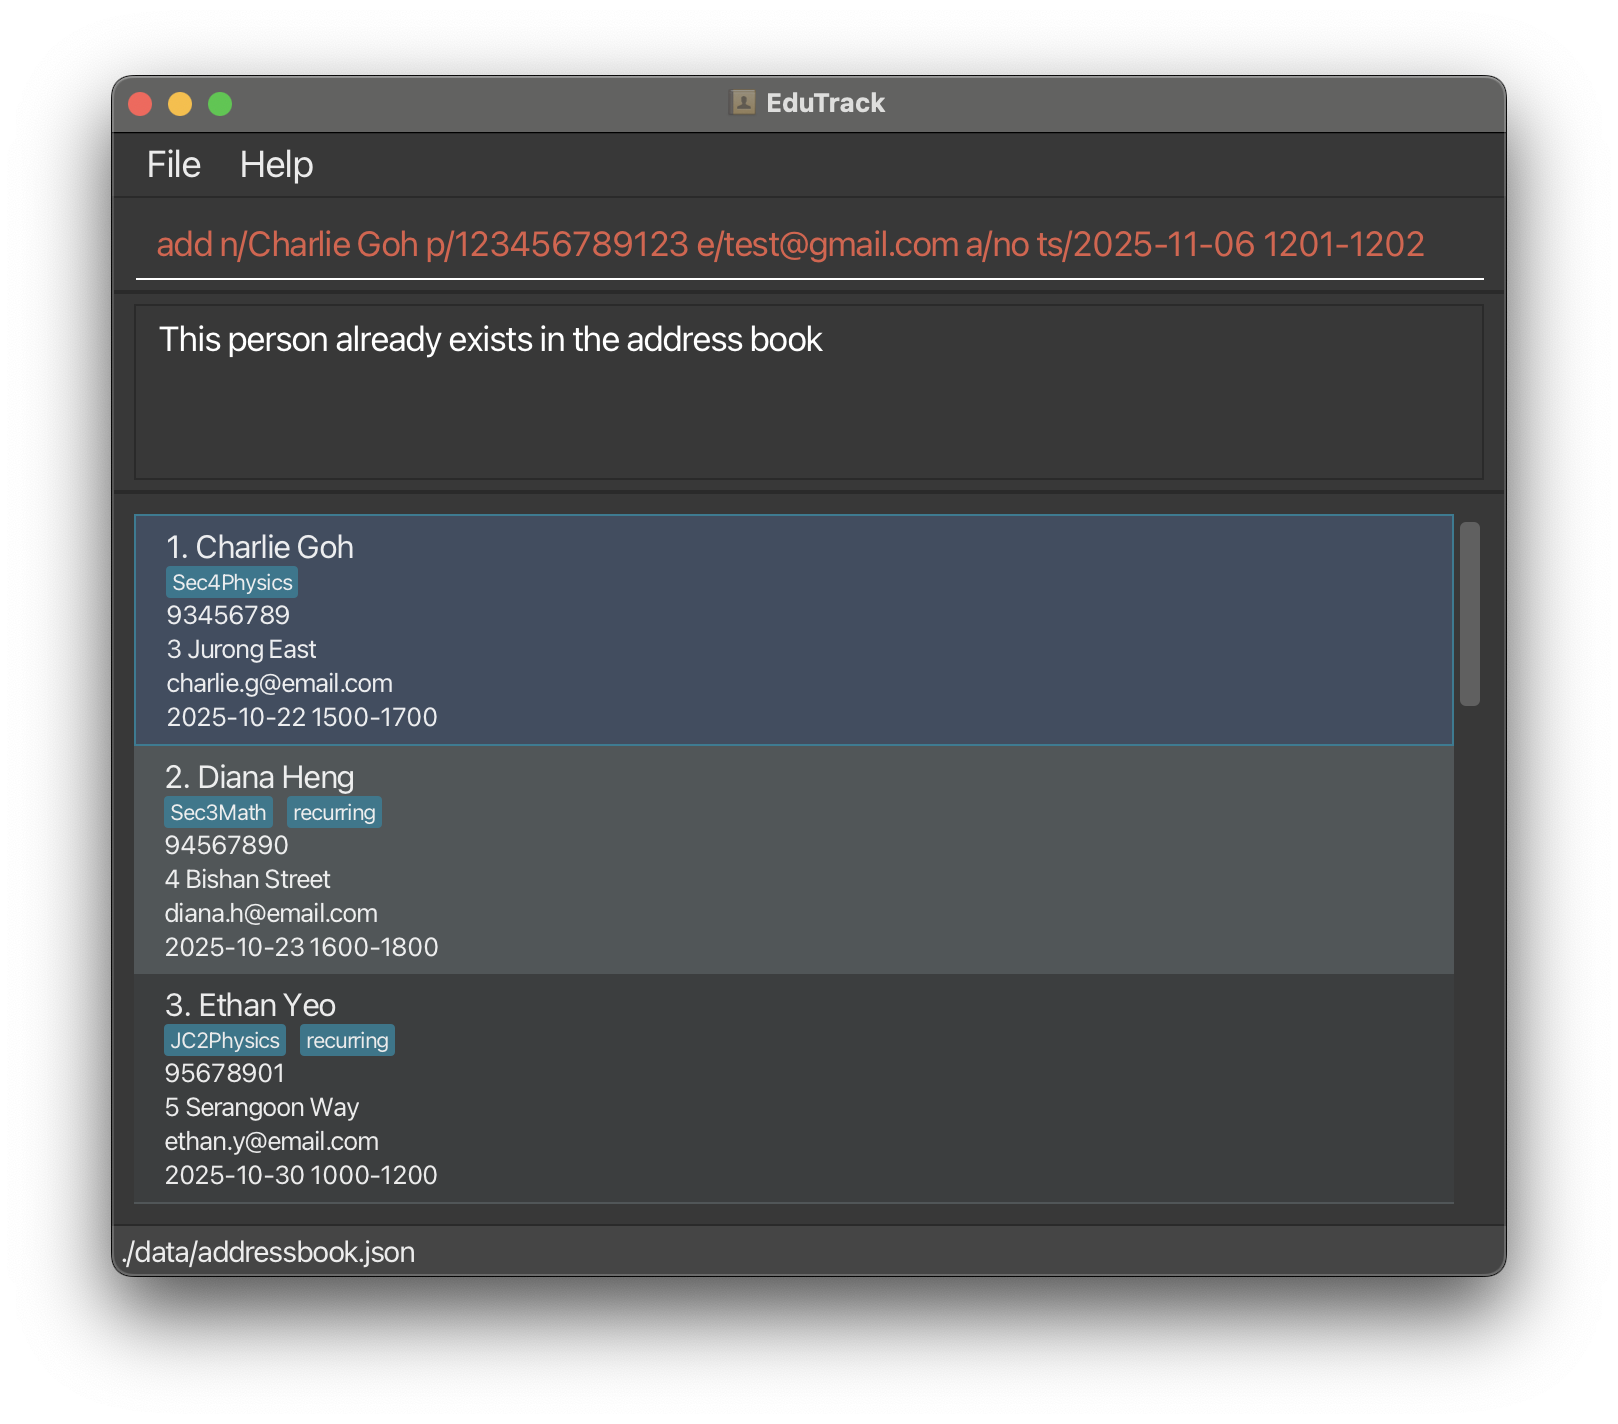 EduTrack
File Help
add n/Charlie Goh p/123456789123 e/test@gmail.com a/no ts/2025-11-06 1201-1202
This person already exists in the address book
1. Charlie Goh
Sec4Physics
93456789
3 Jurong East
charlie.g@email.com
2025-10-22 1500-1700
2. Diana Heng
Sec3Math recurring
94567890
4 Bishan Street
diana.h@email.com
2025-10-23 1600-1800
3. Ethan Yeo
JC2Physics recurring
95678901
5 Serangoon Way
ethan.y@email.com
2025-10-30 1000-1200
./data/addressbook.json